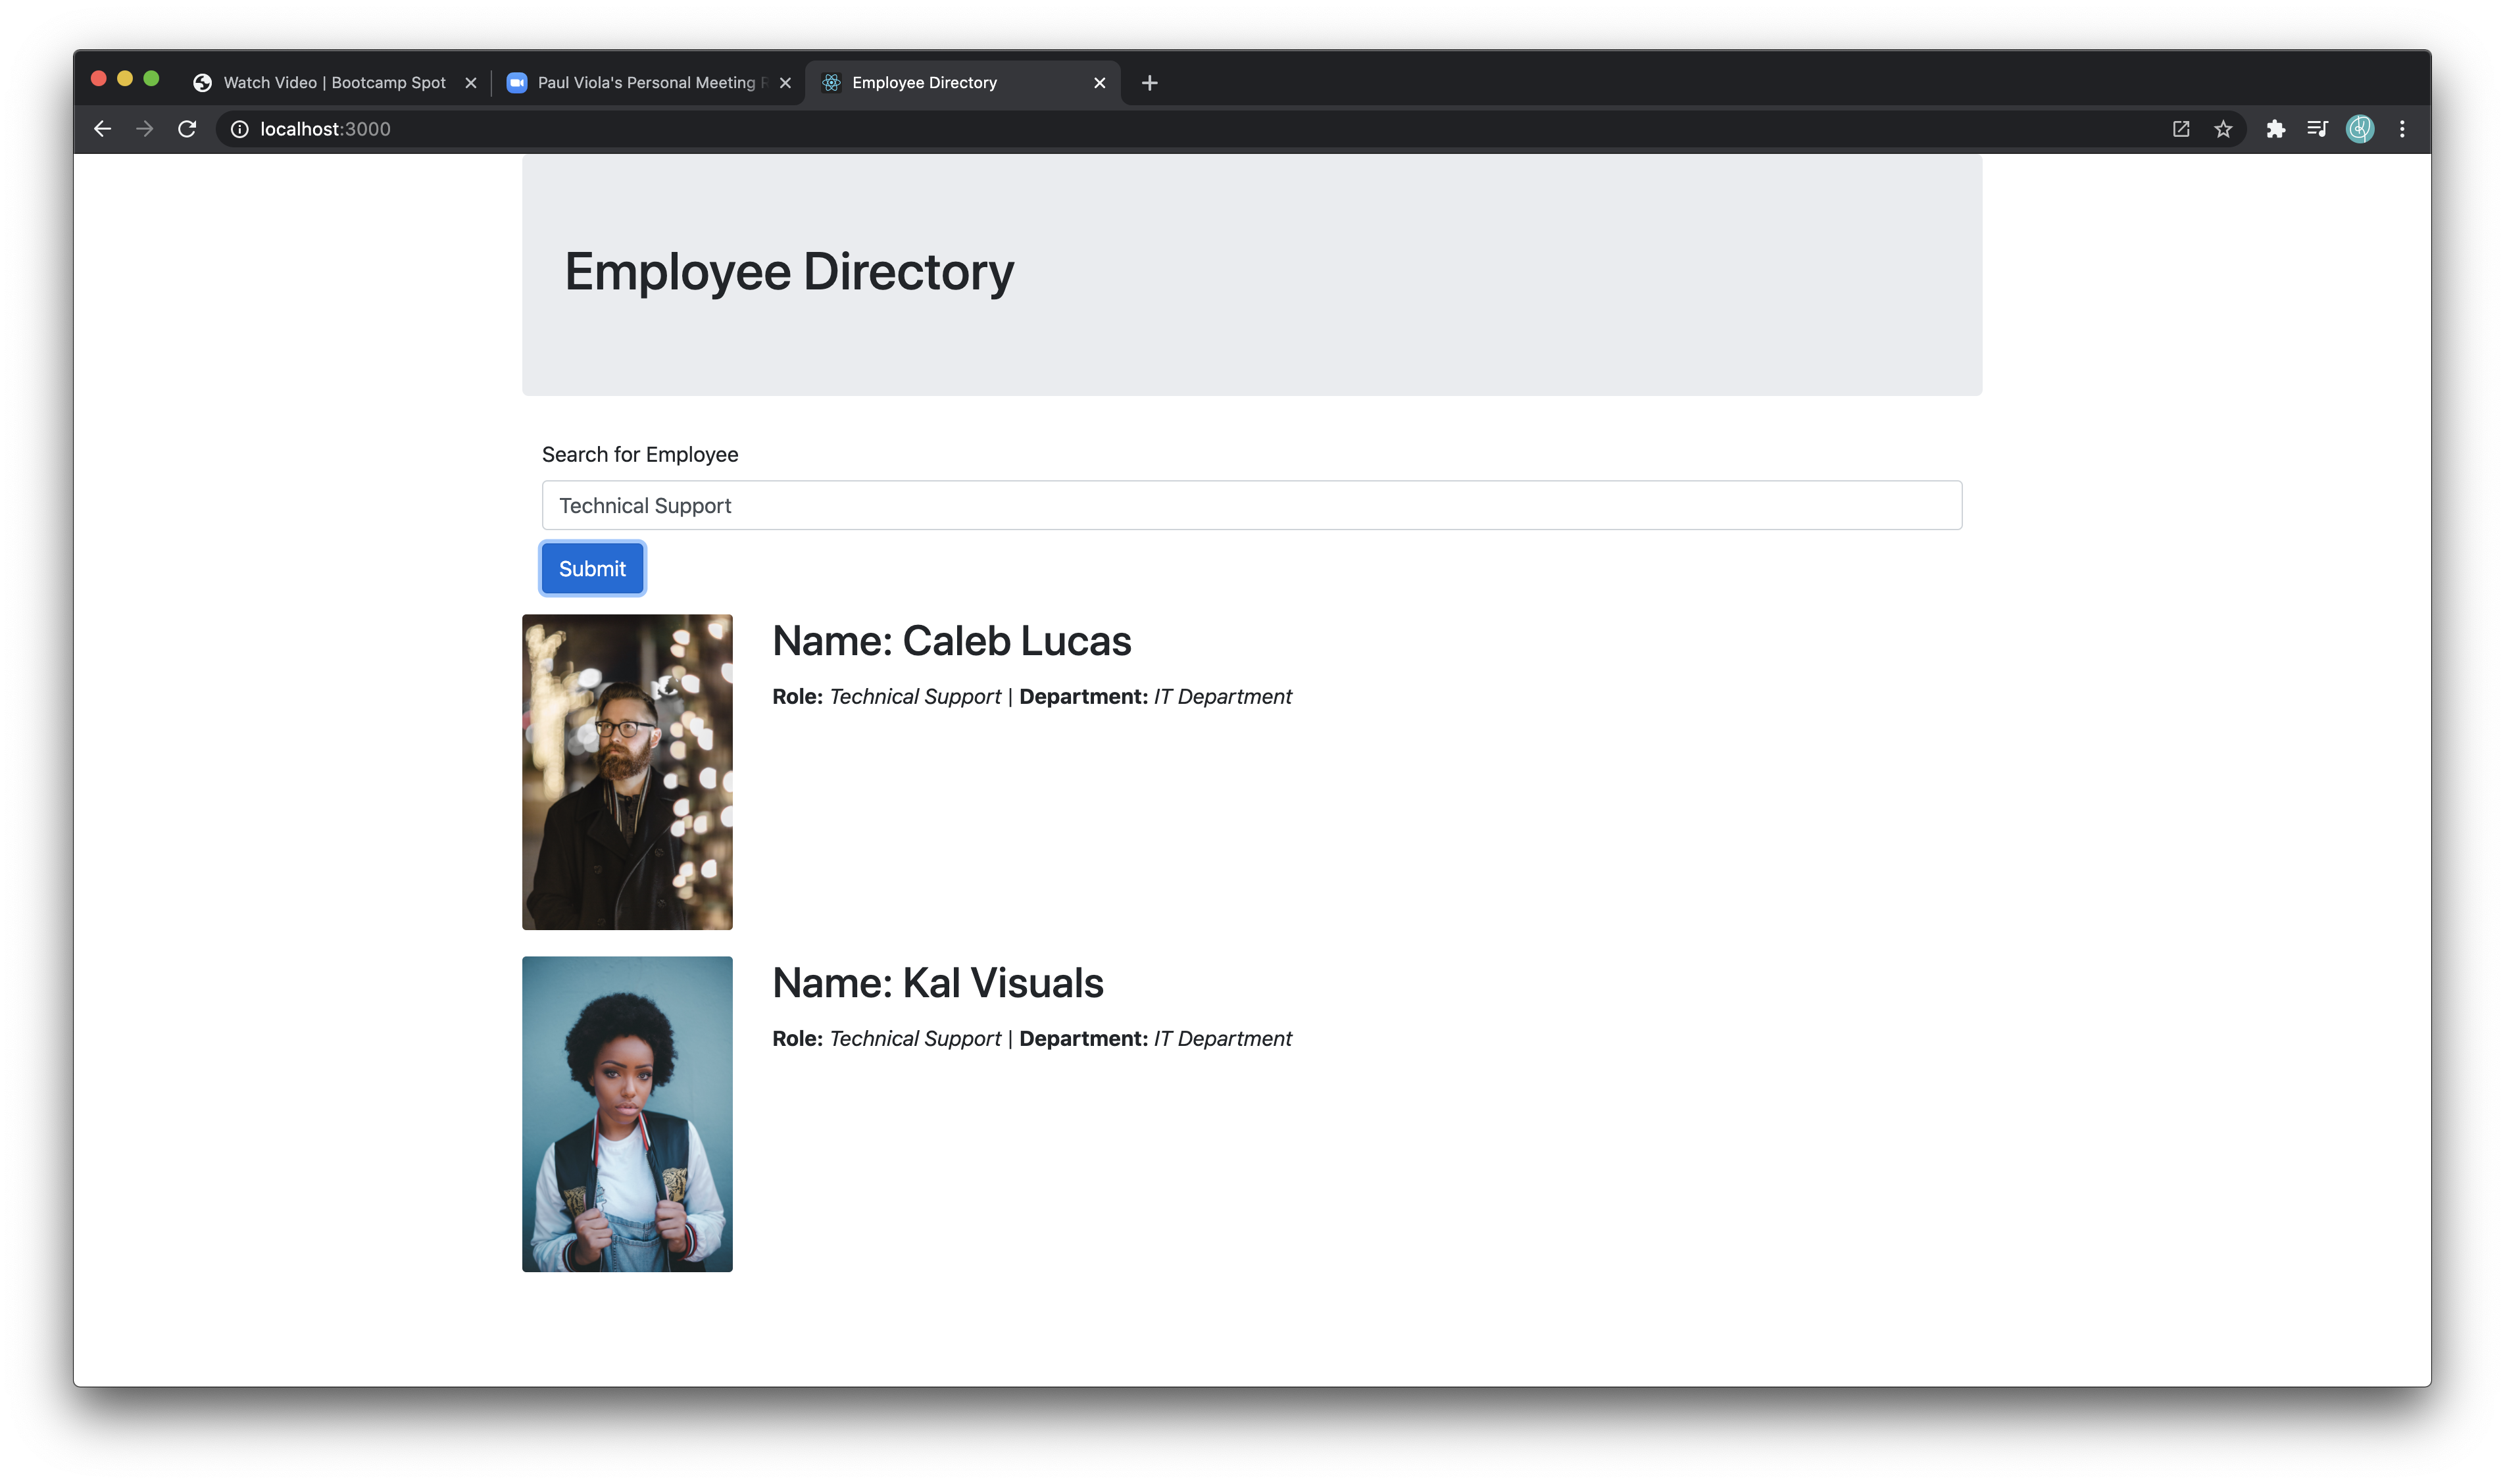 Watch Video | Bootcamp Spot
Paul Viola's Personal Meeting
Employee Directory
localhost:3000
Employee Directory
Search for Employee
Technical Support
Submit
Name: Caleb Lucas
Role: Technical Support | Department: IT Department
Name: Kal Visuals
Role: Technical Support | Department: IT Department